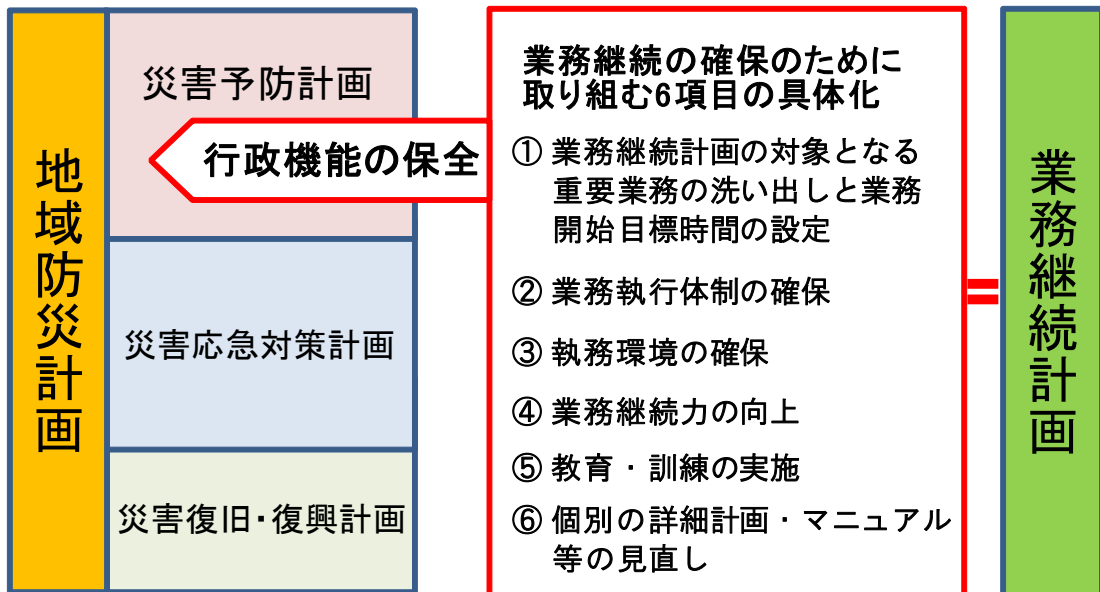 地域防災計画
災害予防計画
行政機能の保全
災害応急対策計画
災害復旧・復興計画
業務継続の確保のために
取り組む6項目の具体化
① 業務継続計画の対象となる
重要業務の洗い出しと業務
開始目標時間の設定
② 業務執行体制の確保
③ 執務環境の確保
④ 業務継続力の向上
⑤ 教育・訓練の実施
⑥ 個別の詳細計画・マニュアル
等の見直し
=
業務継続計画